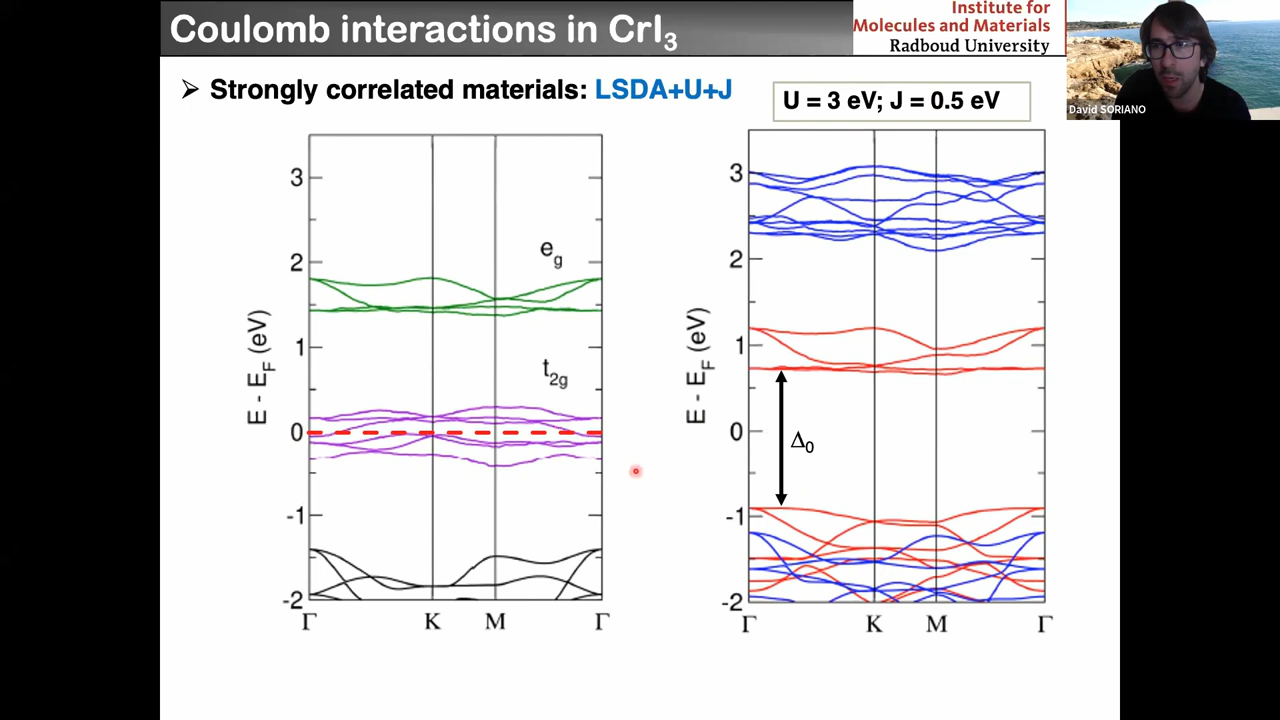 Coulomb interactions in CrI₃
Institute for
Molecules and Materials
Radboud University
David SORIANO
➢ Strongly correlated materials: LSDA+U+J
U = 3 eV; J = 0.5 eV
E - E_F (eV)
3
2
1
0
-1
-2
e_g
t_2g
Γ K M Γ
E - E_F (eV)
3
2
1
0
-1
-2
Δ₀
Γ K M Γ